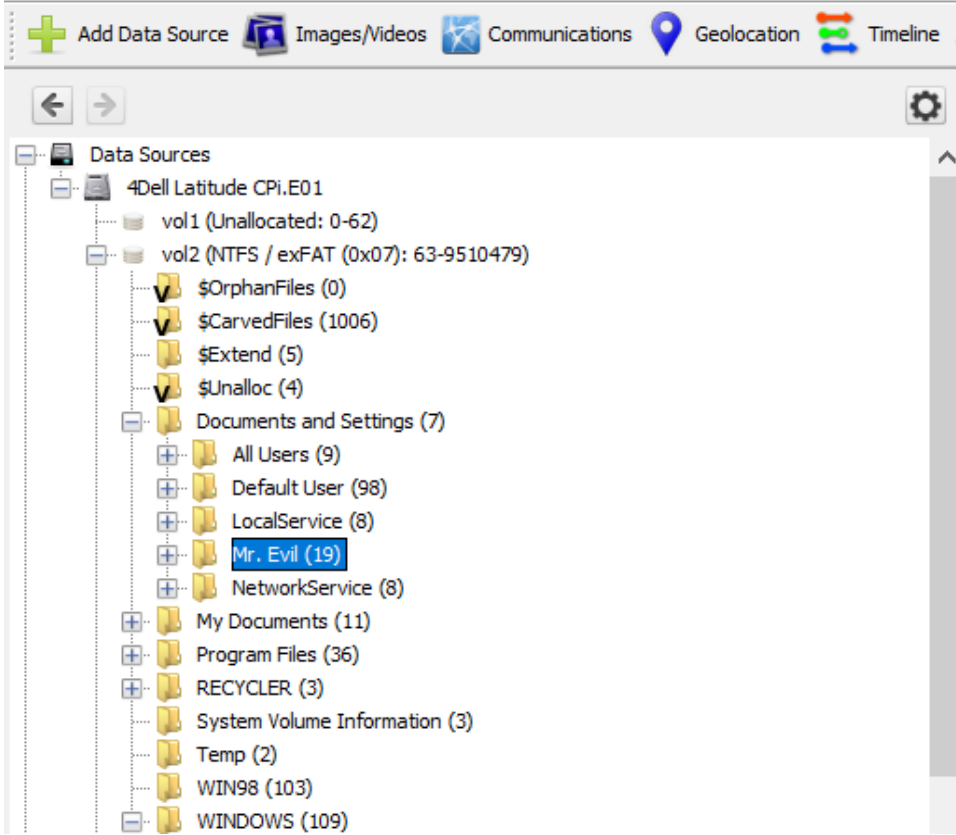 Add Data Source Images/Videos Communications Geolocation Timeline
Data Sources
4Dell Latitude CPi.E01
vol1 (Unallocated: 0-62)
vol2 (NTFS / exFAT (0x07): 63-9510479)
$OrphanFiles (0)
$CarvedFiles (1006)
$Extend (5)
$Unalloc (4)
Documents and Settings (7)
All Users (9)
Default User (98)
LocalService (8)
Mr. Evil (19)
NetworkService (8)
My Documents (11)
Program Files (36)
RECYCLER (3)
System Volume Information (3)
Temp (2)
WIN98 (103)
WINDOWS (109)